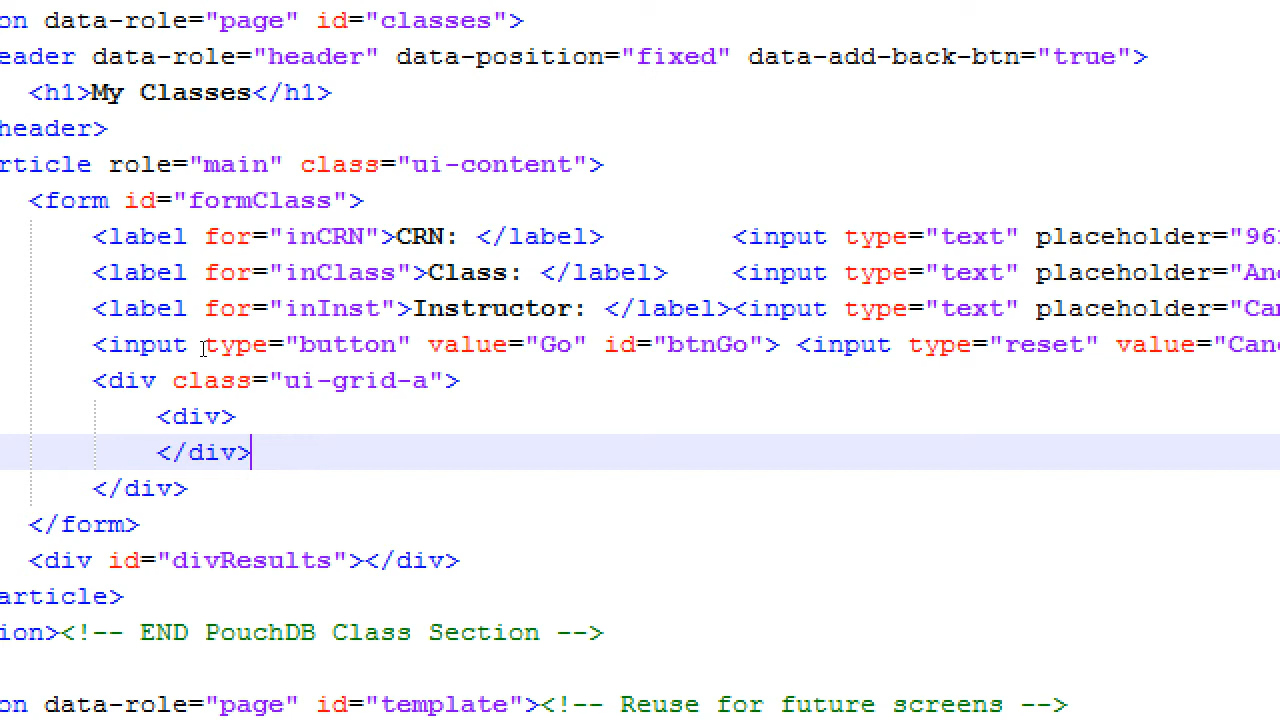 on data-role="page" id="classes">
eader data-role="header" data-position="fixed" data-add-back-btn="true">
<h1>My Classes</h1>
header>
rticle role="main" class="ui-content">
<form id="formClass">
<label for="inCRN">CRN: </label> <input type="text" placeholder="96
<label for="inClass">Class: </label> <input type="text" placeholder="An
<label for="inInst">Instructor: </label><input type="text" placeholder="Ca
<input type="button" value="Go" id="btnGo"> <input type="reset" value="Canc
<div class="ui-grid-a">
<div>
</div>
</div>
</form>
<div id="divResults"></div>
article>
ion><!-- END PouchDB Class Section -->
on data-role="page" id="template"><!-- Reuse for future screens -->